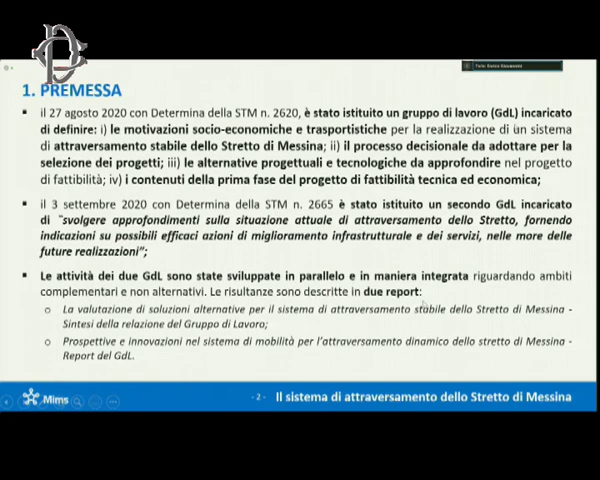 1. PREMESSA
▪ il 27 agosto 2020 con Determina della STM n. 2620, è stato istituito un gruppo di lavoro (GdL) incaricato
di definire: i) le motivazioni socio-economiche e trasportistiche per la realizzazione di un sistema
di attraversamento stabile dello Stretto di Messina; ii) il processo decisionale da adottare per la
selezione dei progetti; iii) le alternative progettuali e tecnologiche da approfondire nel progetto
di fattibilità; iv) i contenuti della prima fase del progetto di fattibilità tecnica ed economica;
▪ il 3 settembre 2020 con Determina della STM n. 2665 è stato istituito un secondo GdL incaricato
di "svolgere approfondimenti sulla situazione attuale di attraversamento dello Stretto, fornendo
indicazioni su possibili efficaci azioni di miglioramento infrastrutturale e dei servizi, nelle more delle
future realizzazioni";
▪ Le attività dei due GdL sono state sviluppate in parallelo e in maniera integrata riguardando ambiti
complementari e non alternativi. Le risultanze sono descritte in due report:
o La valutazione di soluzioni alternative per il sistema di attraversamento stabile dello Stretto di Messina -
Sintesi della relazione del Gruppo di Lavoro;
o Prospettive e innovazioni nel sistema di mobilità per l'attraversamento dinamico dello stretto di Messina -
Report del GdL.
Mims
- 2 -
Il sistema di attraversamento dello Stretto di Messina